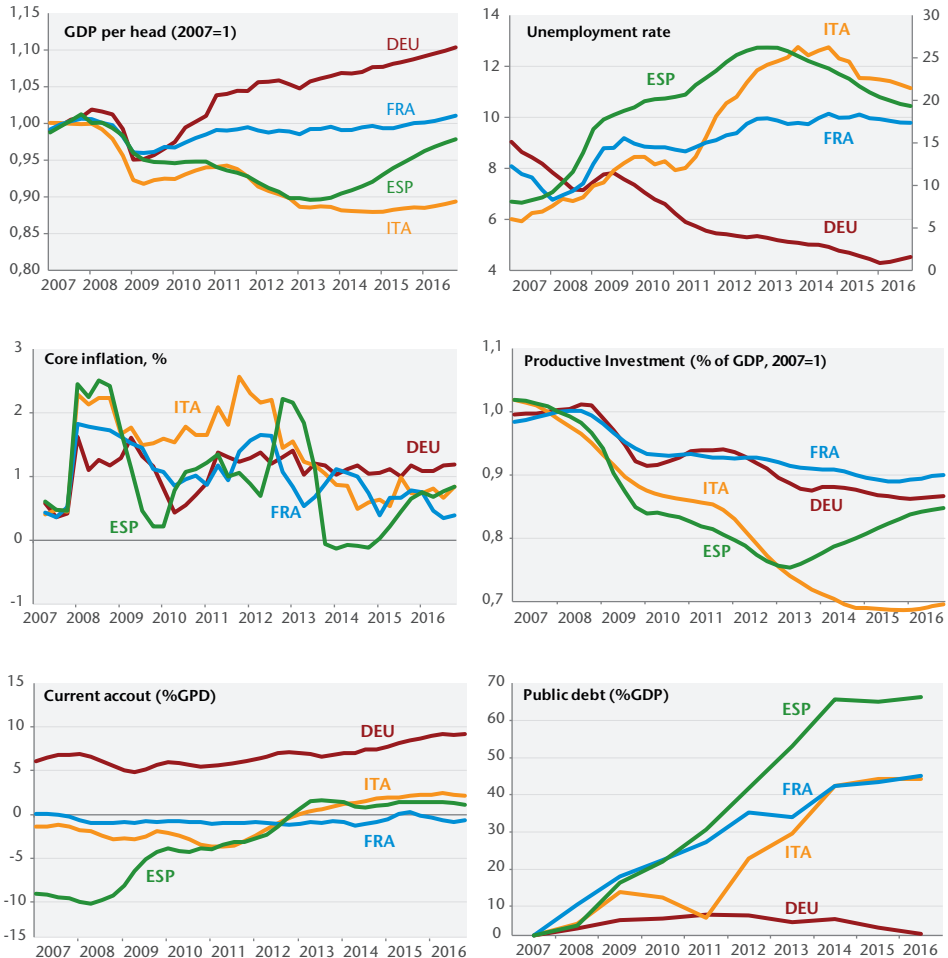 GDP per head (2007=1)
1,15
1,10
1,05
1,00
0,95
0,90
0,85
0,80
DEU
FRA
ESP
ITA
2007 2008 2009 2010 2011 2012 2013 2014 2015 2016
Unemployment rate
14
12
10
8
6
4
30
25
20
15
10
5
0
ITA
ESP
FRA
DEU
2007 2008 2009 2010 2011 2012 2013 2014 2015 2016
Core inflation, %
3
2
1
0
-1
ITA
DEU
FRA
ESP
2007 2008 2009 2010 2011 2012 2013 2014 2015 2016
Productive Investment (% of GDP, 2007=1)
1,1
1,0
0,9
0,8
0,7
FRA
DEU
ITA
ESP
2007 2008 2009 2010 2011 2012 2013 2014 2015 2016
Current accout (%GPD)
15
10
5
0
-5
-10
-15
DEU
ITA
FRA
ESP
2007 2008 2009 2010 2011 2012 2013 2014 2015 2016
Public debt (%GDP)
70
60
50
40
30
20
10
0
ESP
FRA
ITA
DEU
2007 2008 2009 2010 2011 2012 2013 2014 2015 2016